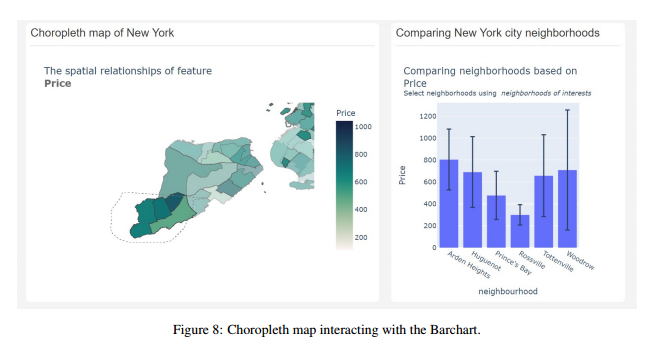 Choropleth map of New York
The spatial relationships of feature
Price
Price
1000
800
600
400
200
Comparing New York city neighborhoods
Comparing neighborhoods based on
Price
Select neighborhoods using neighborhoods of interests
1200
1000
800
600
400
200
0
Price
Arden Heights
Huguenot
Prince's Bay
Rossville
Tottenville
Woodrow
neighbourhood
Figure 8: Choropleth map interacting with the Barchart.